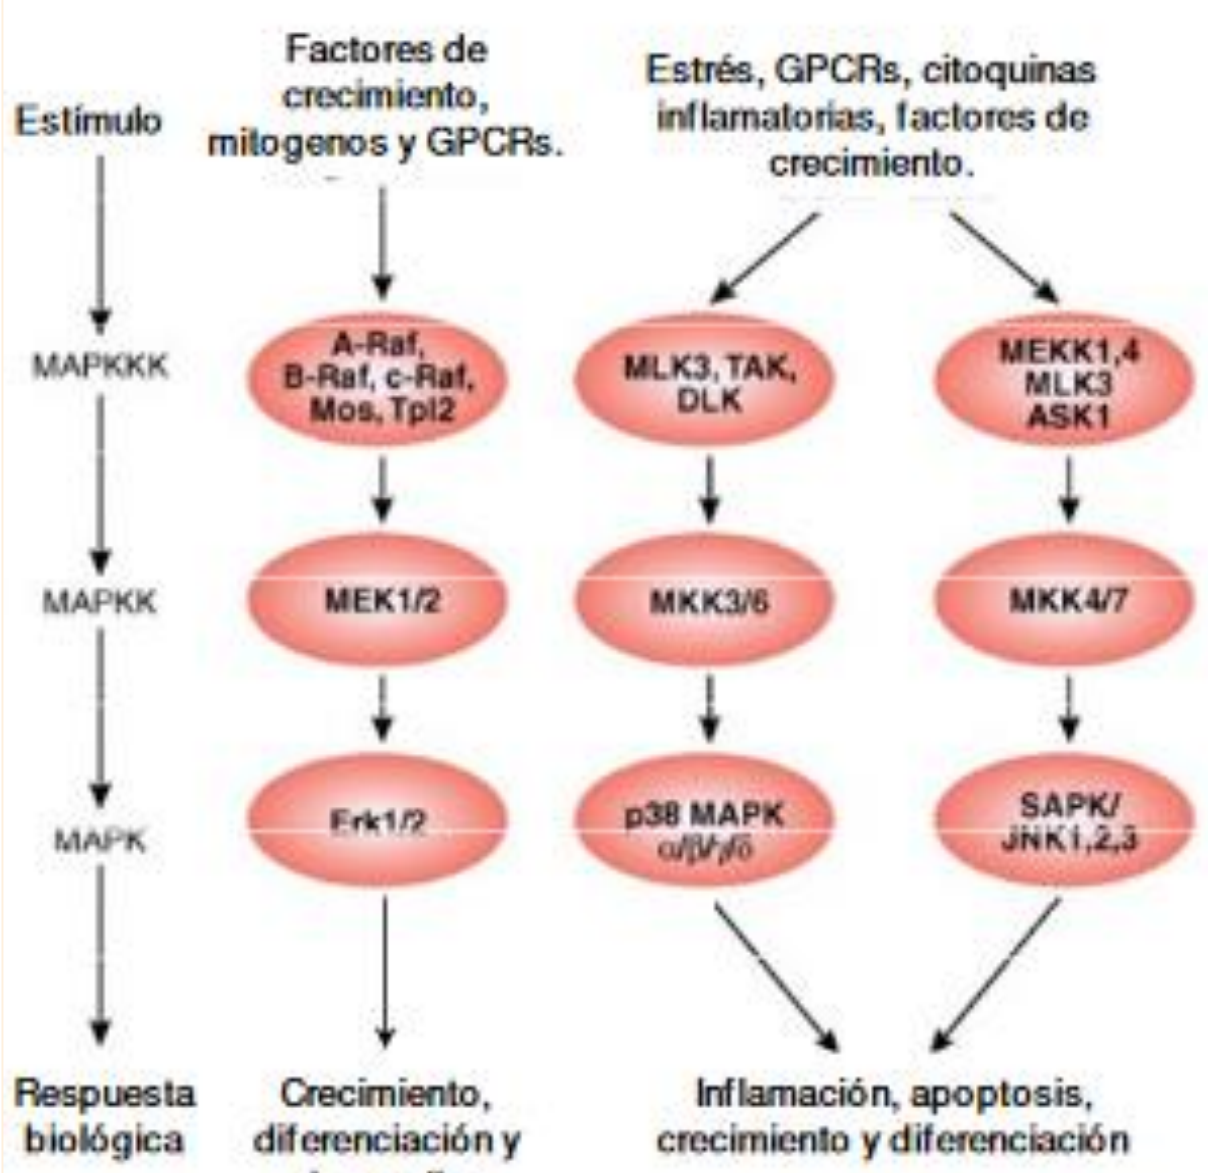 Estímulo
Factores de
crecimiento,
mitogenos y GPCRs.
Estrés, GPCRs, citoquinas
inflamatorias, factores de
crecimiento.
MAPKKK
A-Raf,
B-Raf, c-Raf,
Mos, Tpl2
MLK3, TAK,
DLK
MEKK1,4
MLK3
ASK1
MAPKK
MEK1/2
MKK3/6
MKK4/7
MAPK
Erk1/2
p38 MAPK
α/β/γ/δ
SAPK/
JNK1,2,3
Respuesta
biológica
Crecimiento,
diferenciación y
Inflamación, apoptosis,
crecimiento y diferenciación